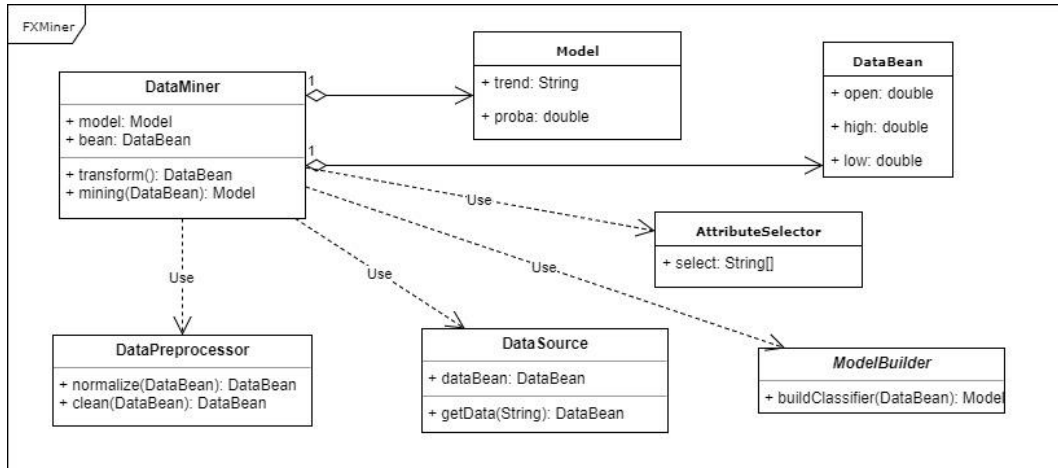 FXMiner
DataMiner
+ model: Model
+ bean: DataBean
+ transform(): DataBean
+ mining(DataBean): Model
1
1
Model
+ trend: String
+ proba: double
DataBean
+ open: double
+ high: double
+ low: double
Use
AttributeSelector
+ select: String[]
Use
Use
Use
DataPreprocessor
+ normalize(DataBean): DataBean
+ clean(DataBean): DataBean
DataSource
+ dataBean: DataBean
+ getData(String): DataBean
ModelBuilder
+ buildClassifier(DataBean): Model